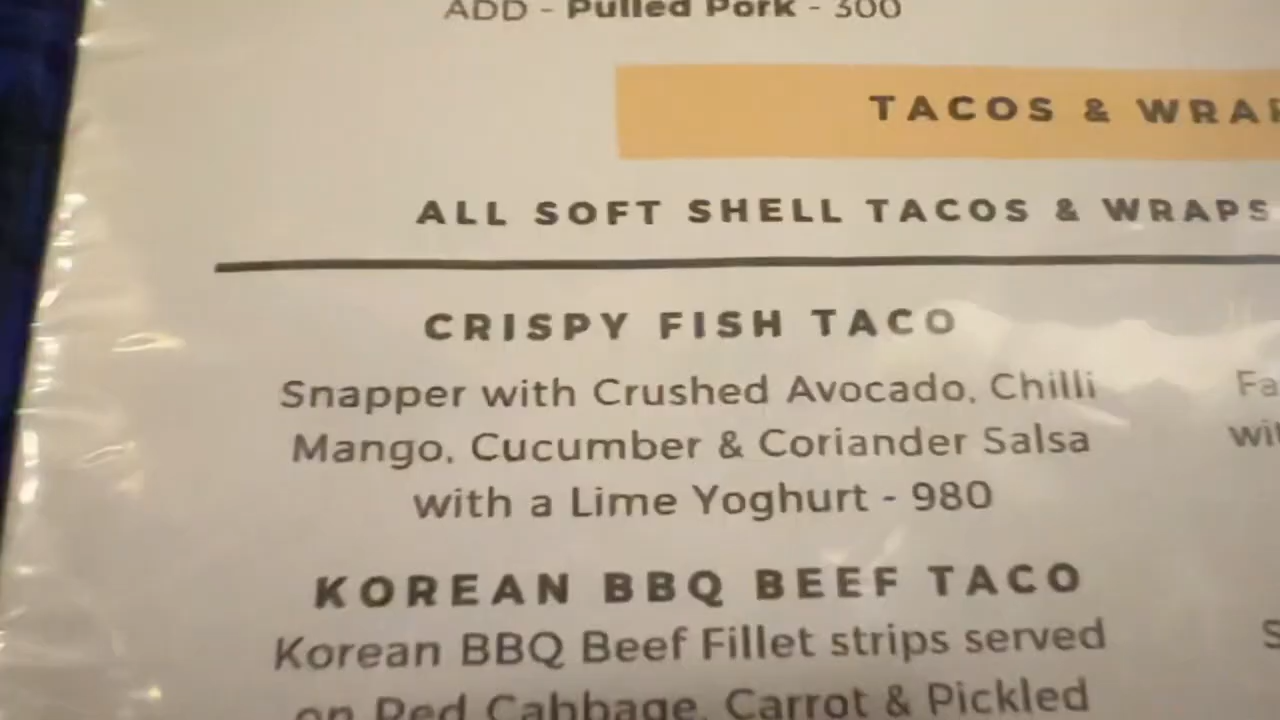 ADD - Pulled Pork - 300
TACOS & WRAP
ALL SOFT SHELL TACOS & WRAPS
CRISPY FISH TACO
Snapper with Crushed Avocado, Chilli
Mango, Cucumber & Coriander Salsa
with a Lime Yoghurt - 980
KOREAN BBQ BEEF TACO
Korean BBQ Beef Fillet strips served
on Red Cabbage, Carrot & Pickled